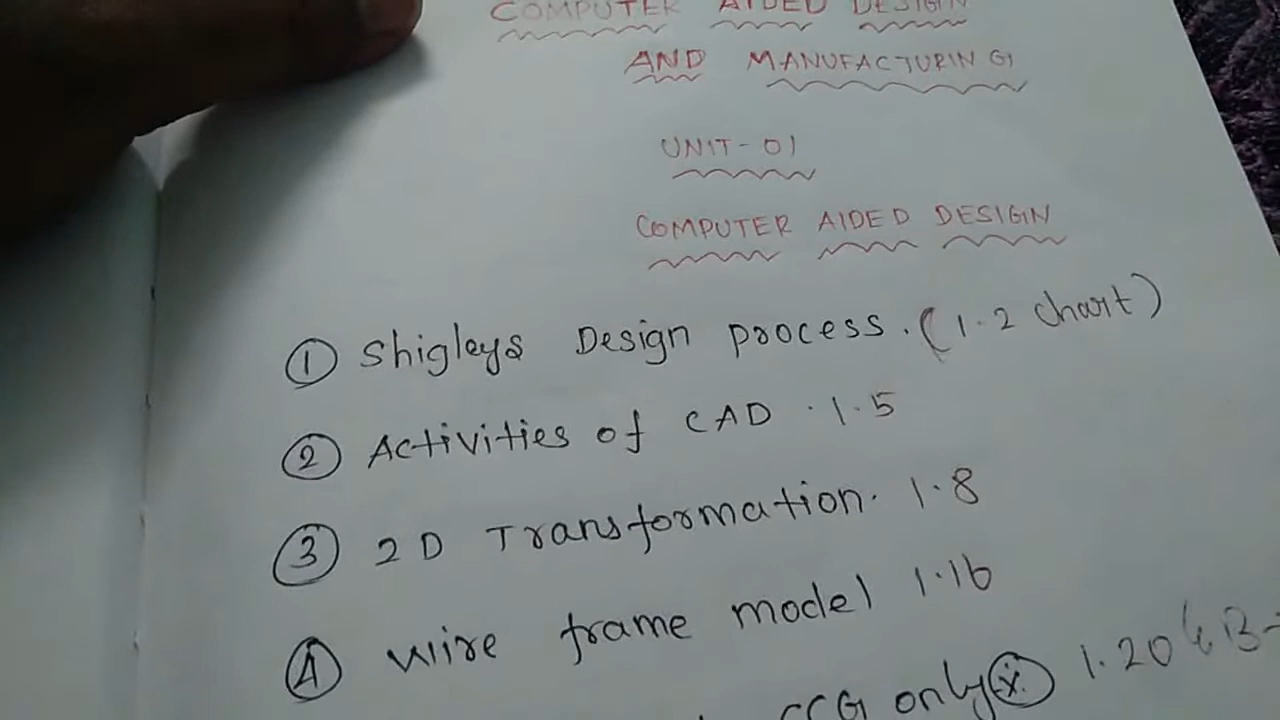 COMPUTER AIDED DESIGN
AND MANUFACTURING
UNIT-01
COMPUTER AIDED DESIGN
① Shigleys Design process. (1.2 chart)
② Activities of CAD . 1.5
③ 2D Transformation. 1.8
④ Wire frame model 1.16
only 1.20